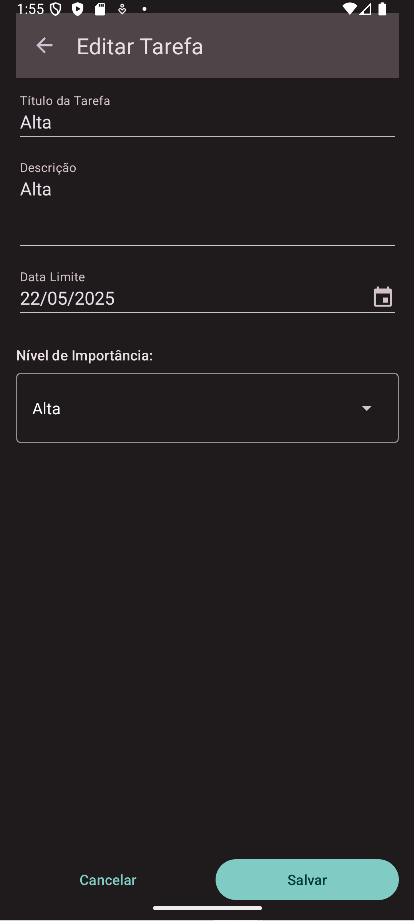 1:55
Editar Tarefa
Título da Tarefa
Alta
Descrição
Alta
Data Limite
22/05/2025
Nível de Importância:
Alta
Cancelar
Salvar